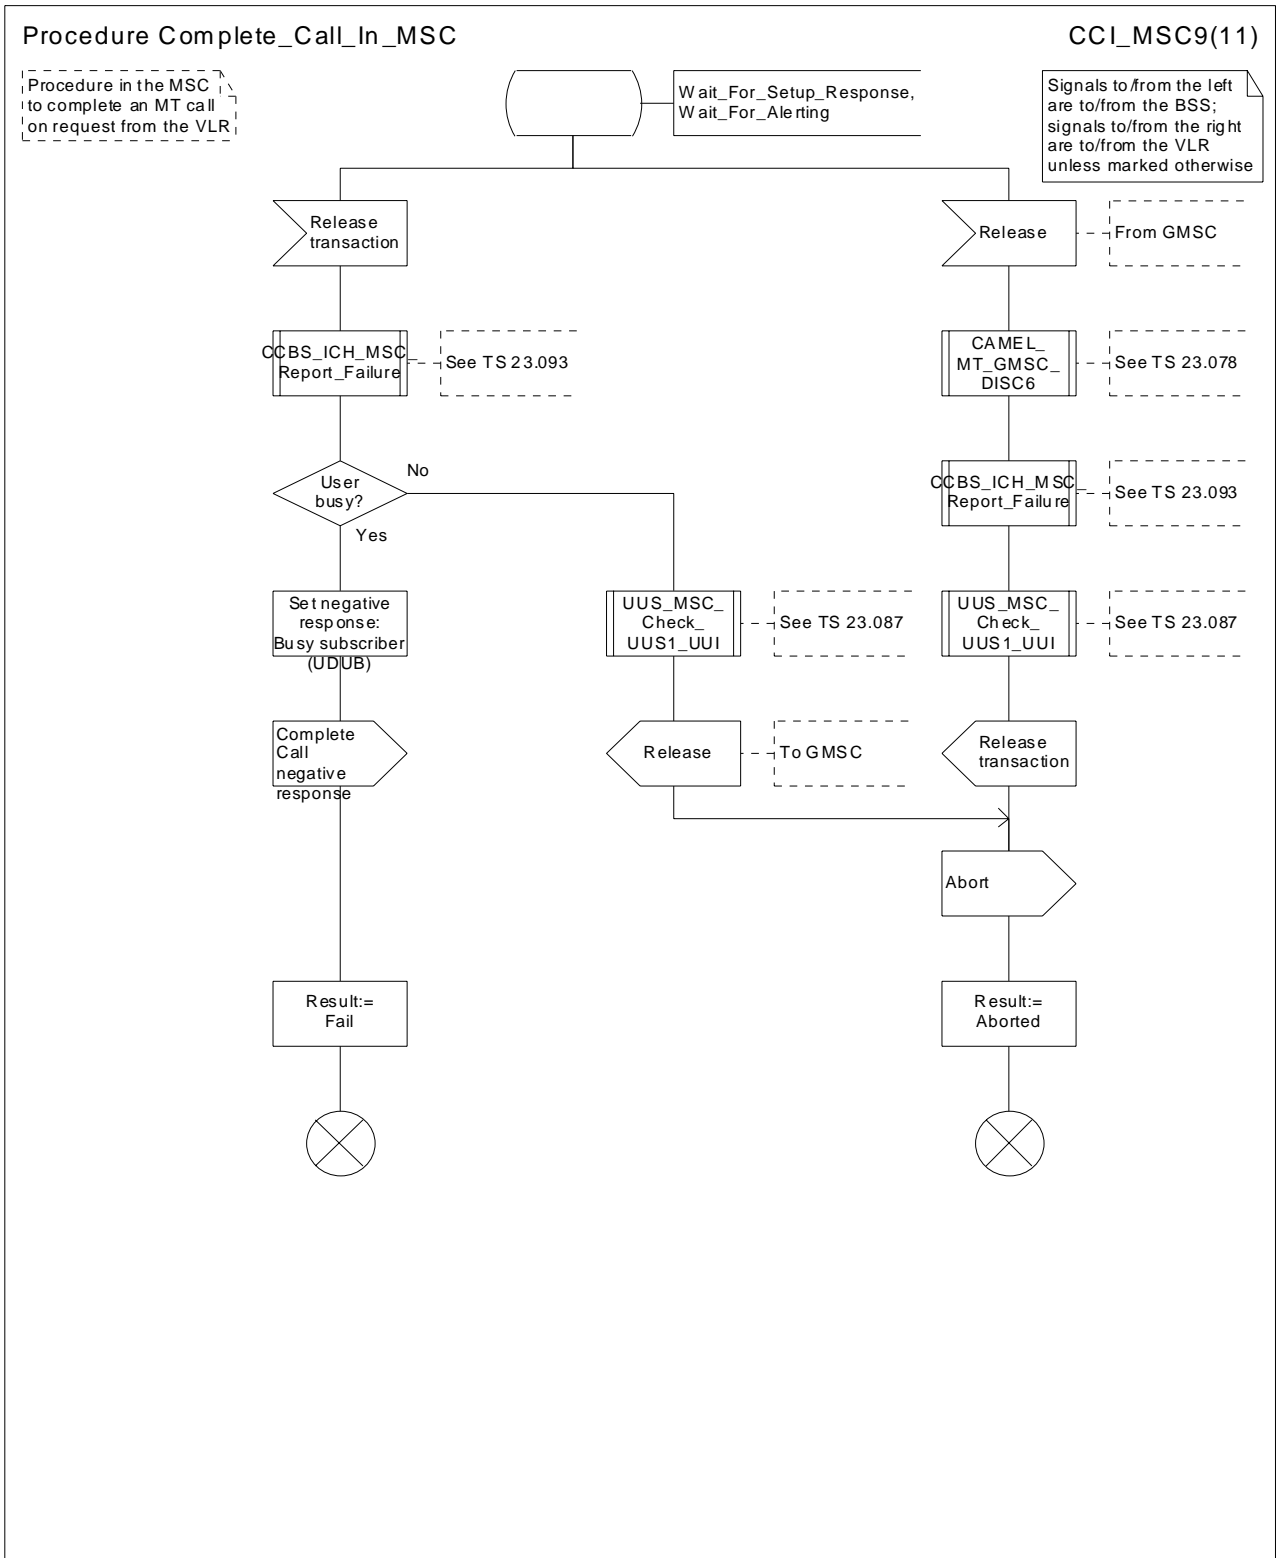 Procedure Complete_Call_In_MSC
CCI_MSC9(11)
Procedure in the MSC
to complete an MT call
on request from the VLR
Wait_For_Setup_Response,
Wait_For_Alerting
Signals to/from the left
are to/from the BSS;
signals to/from the right
are to/from the VLR
unless marked otherwise
Release
transaction
Release
From GMSC
CCBS_ICH_MSC_
Report_Failure
See TS 23.093
CAMEL_
MT_GMSC_
DISC6
See TS 23.078
User
busy?
No
Yes
CCBS_ICH_MSC_
Report_Failure
See TS 23.093
Set negative
response:
Busy subscriber
(UDUB)
UUS_MSC_
Check_
UUS1_UUI
See TS 23.087
UUS_MSC_
Check_
UUS1_UUI
See TS 23.087
Complete
Call
negative
response
Release
To GMSC
Release
transaction
Abort
Result:=
Fail
Result:=
Aborted